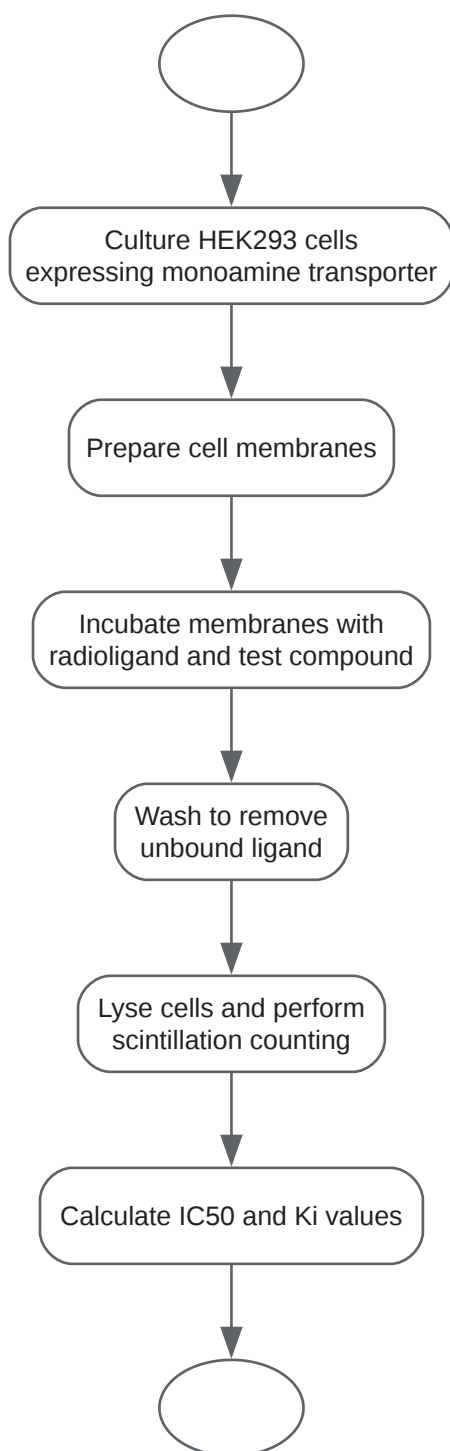 Culture HEK293 cells
expressing monoamine transporter
Prepare cell membranes
Incubate membranes with
radioligand and test compound
Wash to remove
unbound ligand
Lyse cells and perform
scintillation counting
Calculate IC50 and Ki values